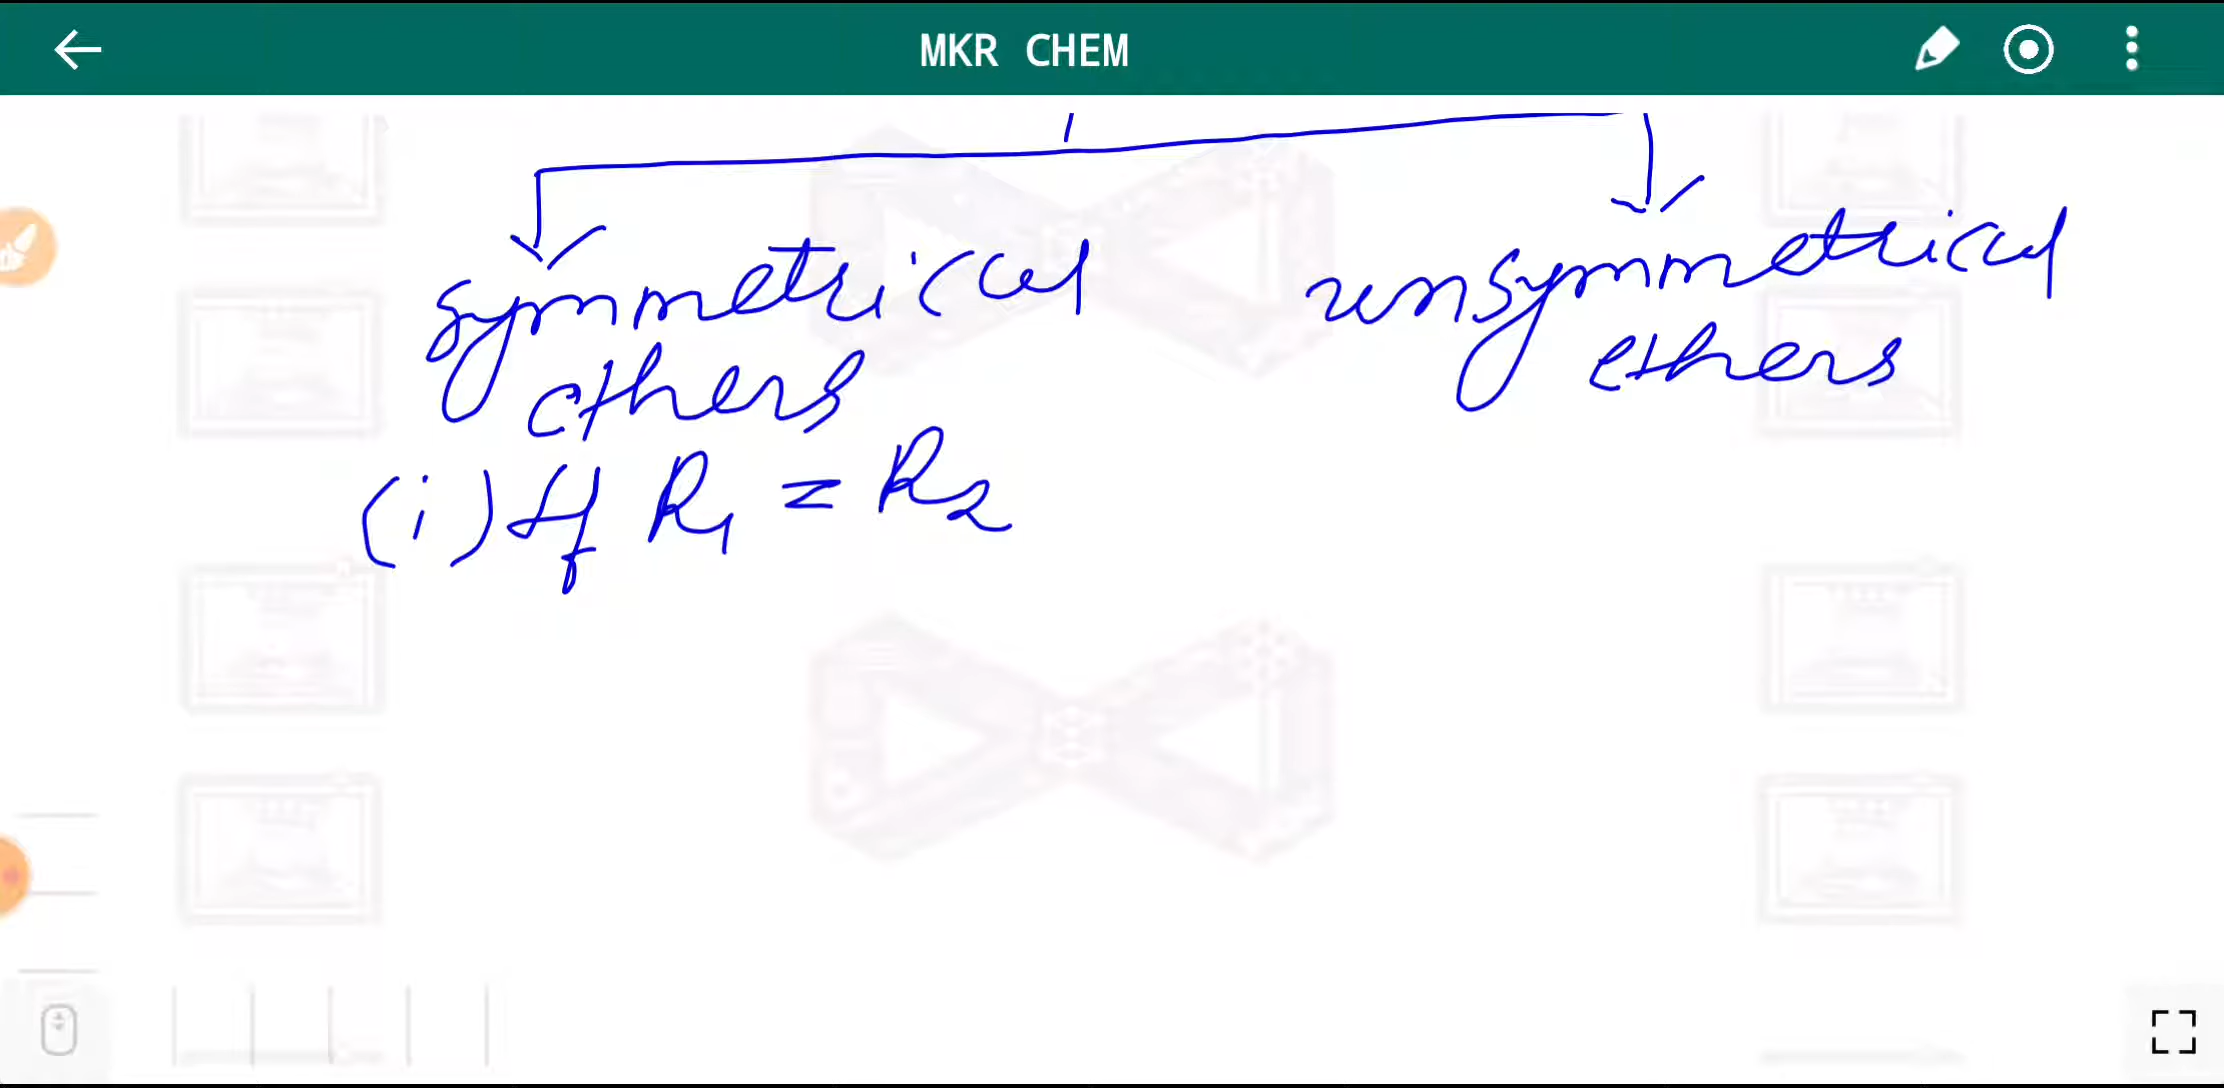 MKR CHEM
symmetrical
ethers
unsymmetrical
ethers
(i) If R₁ = R₂